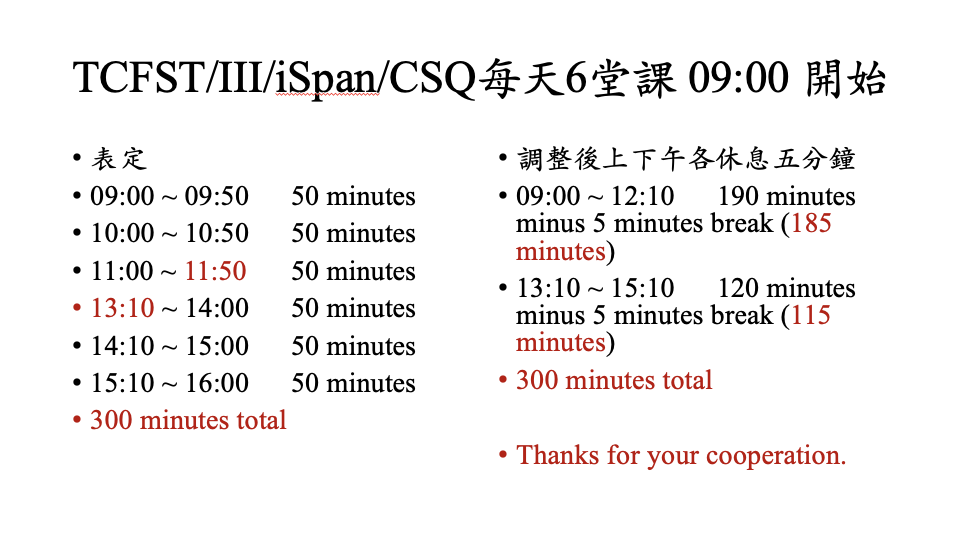 TCFST/III/iSpan/CSQ每天6堂課 09:00 開始
• 表定
• 09:00 ~ 09:50 50 minutes
• 10:00 ~ 10:50 50 minutes
• 11:00 ~ 11:50 50 minutes
• 13:10 ~ 14:00 50 minutes
• 14:10 ~ 15:00 50 minutes
• 15:10 ~ 16:00 50 minutes
• 300 minutes total
• 調整後上下午各休息五分鐘
• 09:00 ~ 12:10 190 minutes
minus 5 minutes break (185
minutes)
• 13:10 ~ 15:10 120 minutes
minus 5 minutes break (115
minutes)
• 300 minutes total
• Thanks for your cooperation.